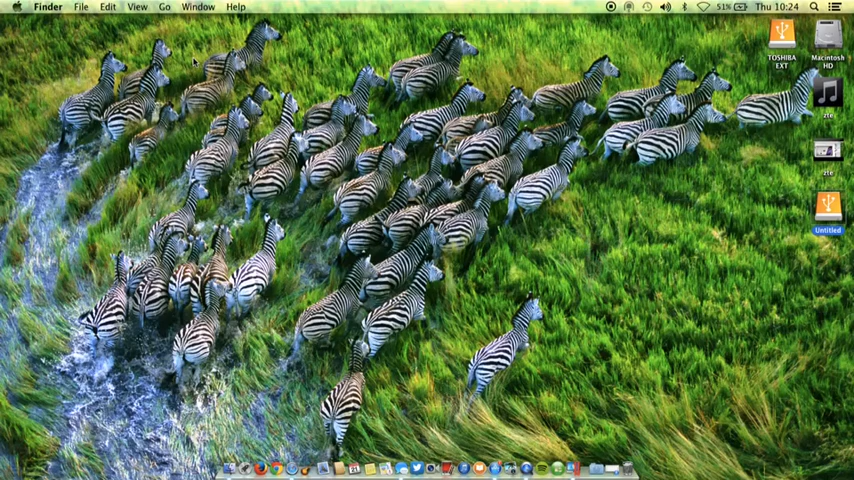 Finder File Edit View Go Window Help 51% Thu 10:24
TOSHIBA EXT
Macintosh HD
zte
zte
Untitled